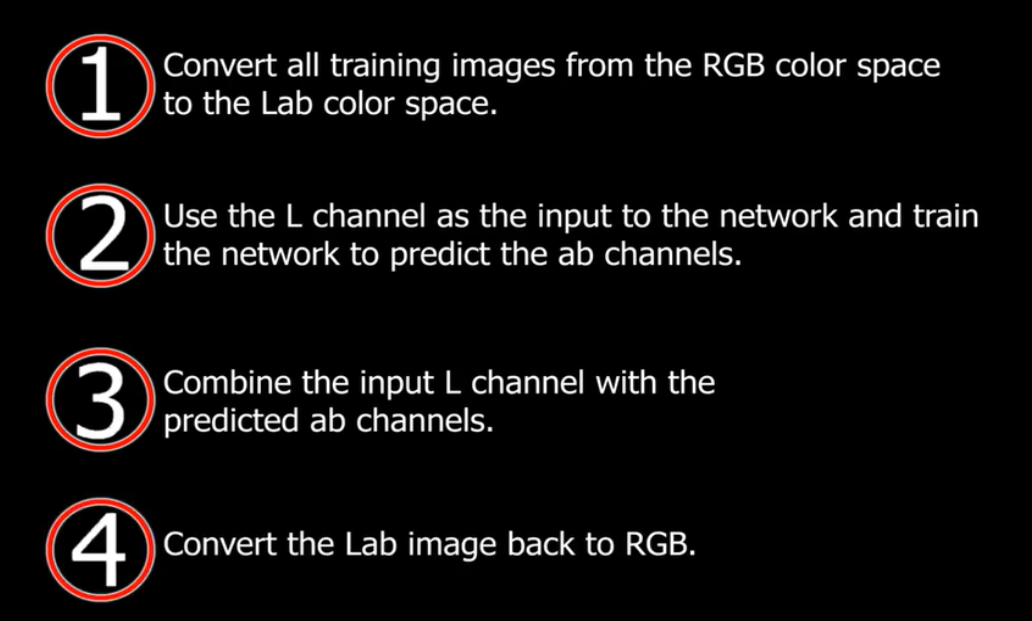 1 Convert all training images from the RGB color space
to the Lab color space.
2 Use the L channel as the input to the network and train
the network to predict the ab channels.
3 Combine the input L channel with the
predicted ab channels.
4 Convert the Lab image back to RGB.